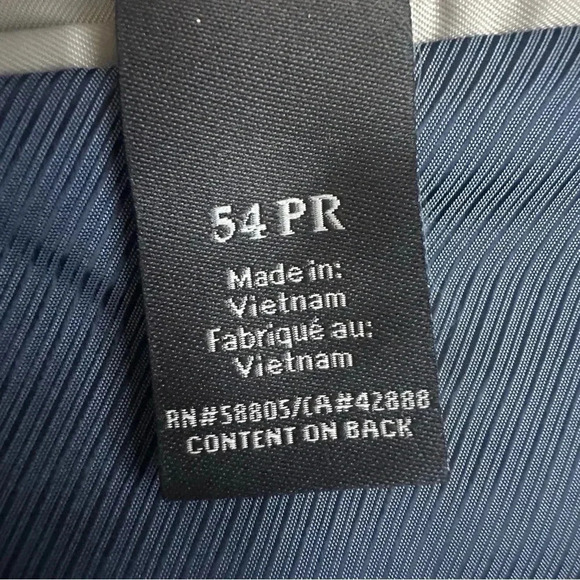 54 PR
Made in:
Vietnam
Fabriqué au:
Vietnam
RN#58805/CA#42888
CONTENT ON BACK